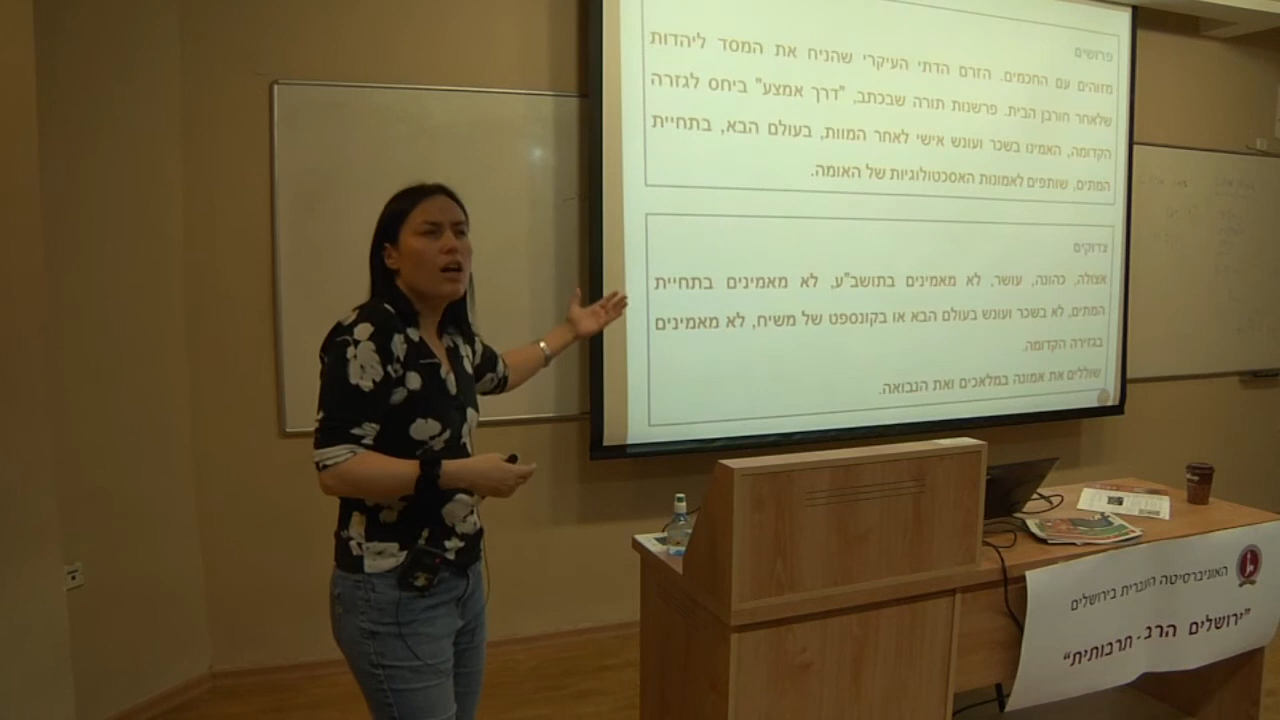 פרושים
מזוהים עם החכמים. הזרם הדתי העיקרי שהניח את המסד ליהדות
שלאחר חורבן הבית. פרשנות תורה שבכתב, "דרך אמצע" ביחס לגזרה
הקדומה, האמינו בשכר ועונש אישי לאחר המוות, בעולם הבא, בתחיית
המתים, שותפים לאמונות האסכטולוגיות של האומה.
צדוקים
אצולה, כהונה, עושר, לא מאמינים בתושב"ע, לא מאמינים בתחיית
המתים, לא בשכר ועונש בעולם הבא או בקונספט של משיח, לא מאמינים
בגזירה הקדומה.
שוללים את אמונה במלאכים ואת הנבואה.
האוניברסיטה העברית בירושלים
"ירושלים הרב-תרבותית"